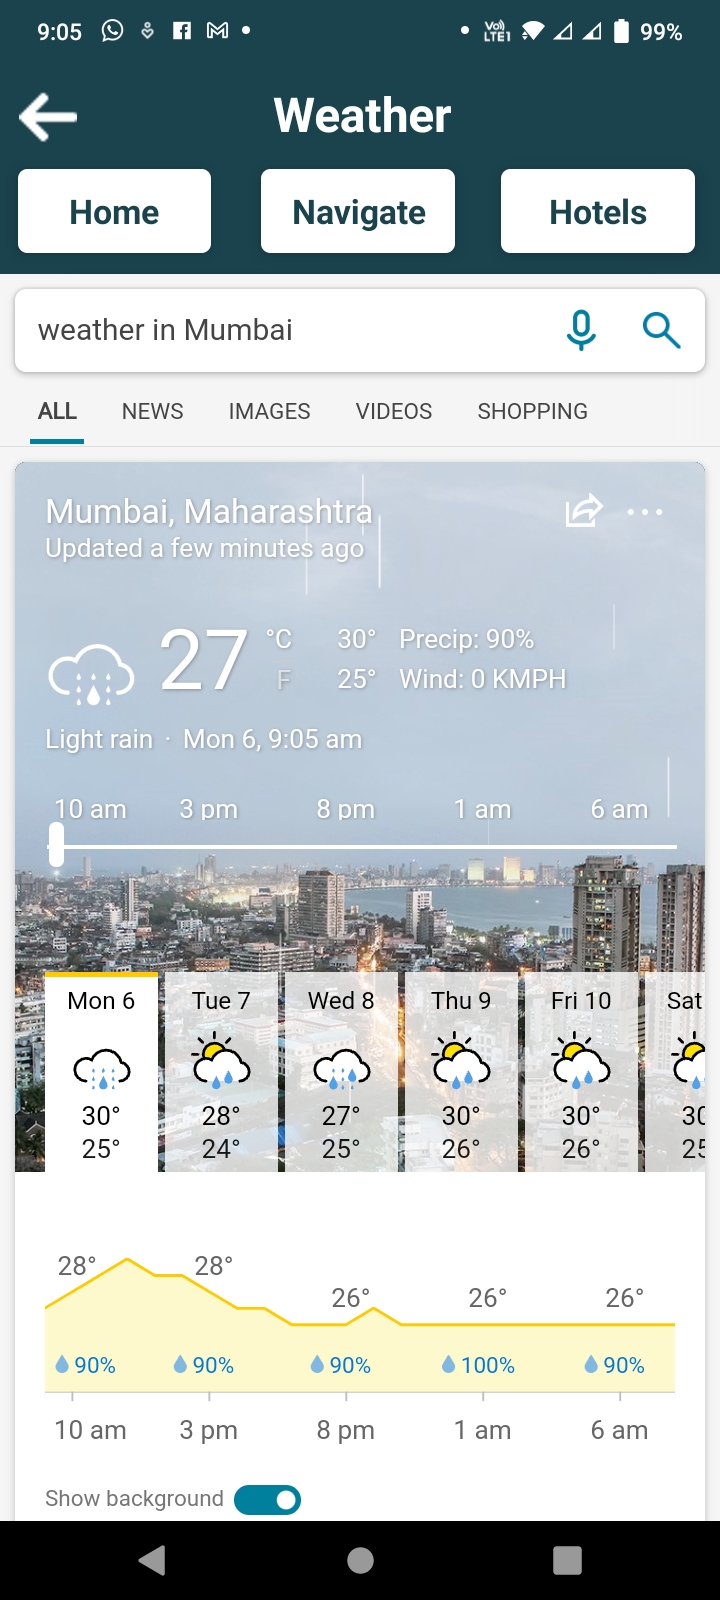 9:05 Vo) LTE1 99%
Weather
Home Navigate Hotels
weather in Mumbai
ALL NEWS IMAGES VIDEOS SHOPPING
Mumbai, Maharashtra
Updated a few minutes ago
27 °C F 30° 25° Precip: 90% Wind: 0 KMPH
Light rain · Mon 6, 9:05 am
10 am 3 pm 8 pm 1 am 6 am
Mon 6 Tue 7 Wed 8 Thu 9 Fri 10 Sat
30° 28° 27° 30° 30° 30
25° 24° 25° 26° 26° 25
28° 28° 26° 26° 26°
90% 90% 90% 100% 90%
10 am 3 pm 8 pm 1 am 6 am
Show background